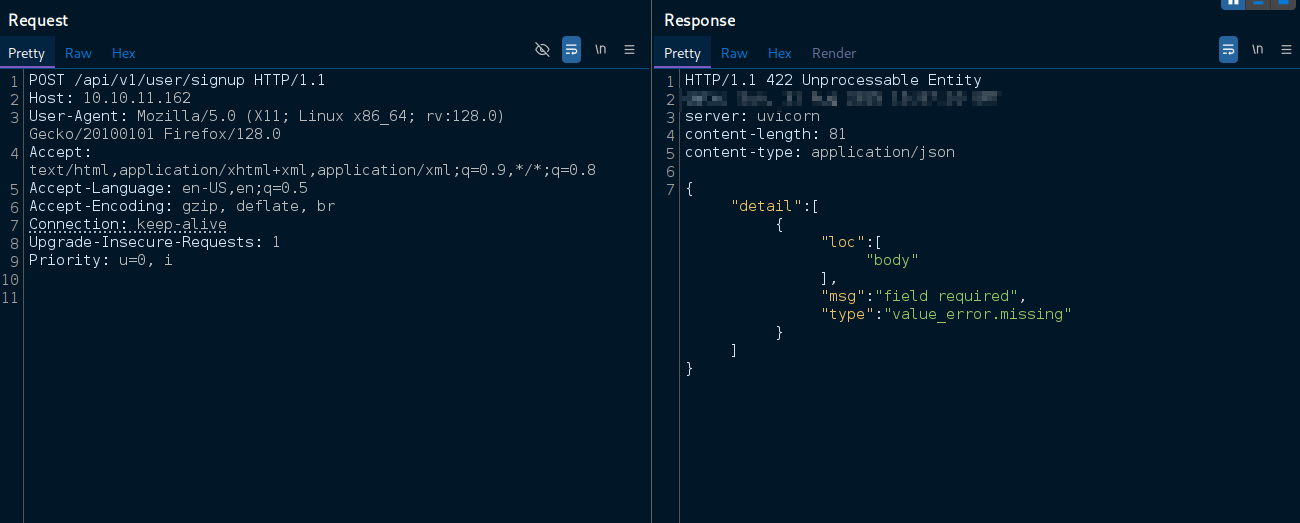 Request
Pretty Raw Hex
\n
1 POST /api/v1/user/signup HTTP/1.1
2 Host: 10.10.11.162
3 User-Agent: Mozilla/5.0 (X11; Linux x86_64; rv:128.0)
Gecko/20100101 Firefox/128.0
4 Accept:
text/html,application/xhtml+xml,application/xml;q=0.9,*/*;q=0.8
5 Accept-Language: en-US,en;q=0.5
6 Accept-Encoding: gzip, deflate, br
7 Connection: keep-alive
8 Upgrade-Insecure-Requests: 1
9 Priority: u=0, i
10
11
Response
Pretty Raw Hex Render
\n
1 HTTP/1.1 422 Unprocessable Entity
2
3 server: uvicorn
4 content-length: 81
5 content-type: application/json
6
7 {
"detail":[
{
"loc":[
"body"
],
"msg":"field required",
"type":"value_error.missing"
}
]
}